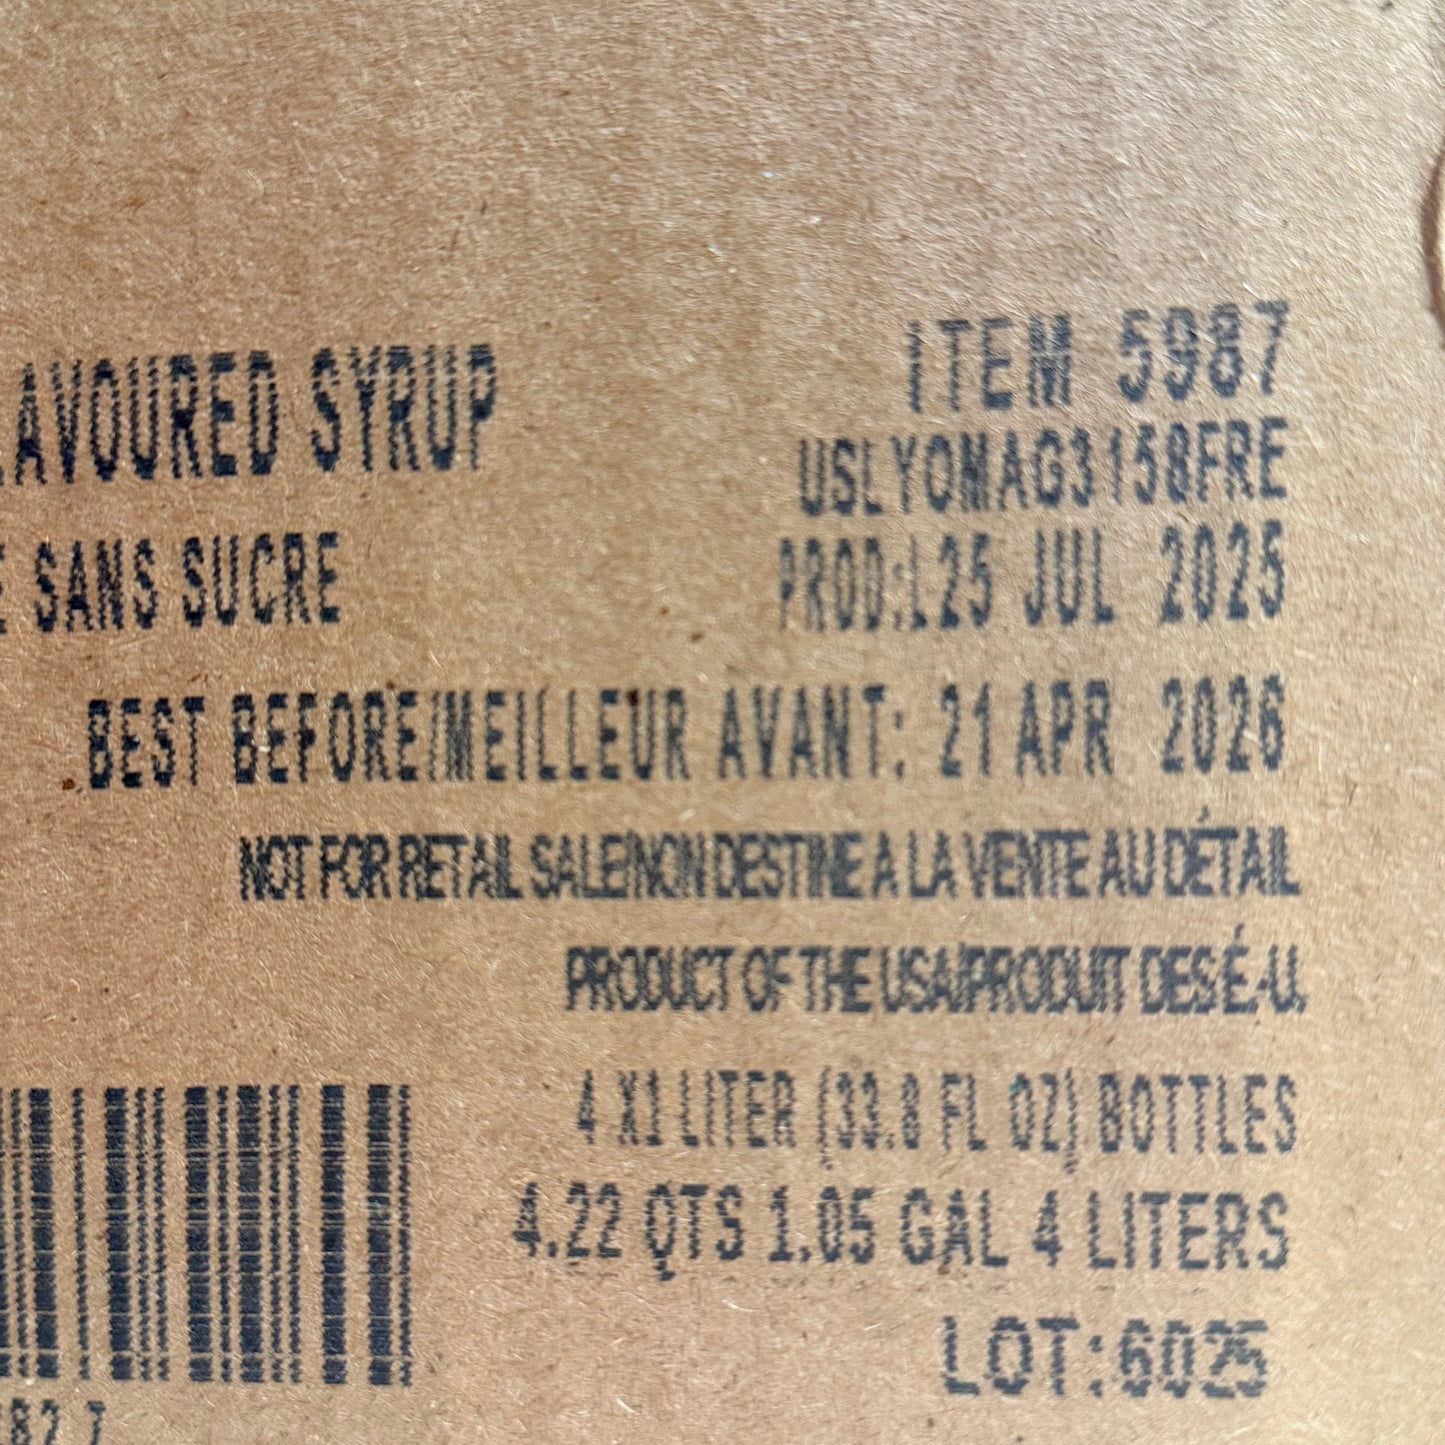 ITEM 5987
LAVOURED SYRUP
USLYOMAG3158FRE
E SANS SUCRE
PROD:L25 JUL 2025
BEST BEFORE/MEILLEUR AVANT: 21 APR 2026
NOT FOR RETAIL SALE/NON DESTINE A LA VENTE AU DÉTAIL
PRODUCT OF THE USA/PRODUIT DES É.-U.
4 X1 LITER (33.8 FL OZ) BOTTLES
4.22 QTS 1.05 GAL 4 LITERS
LOT:6025
82 7